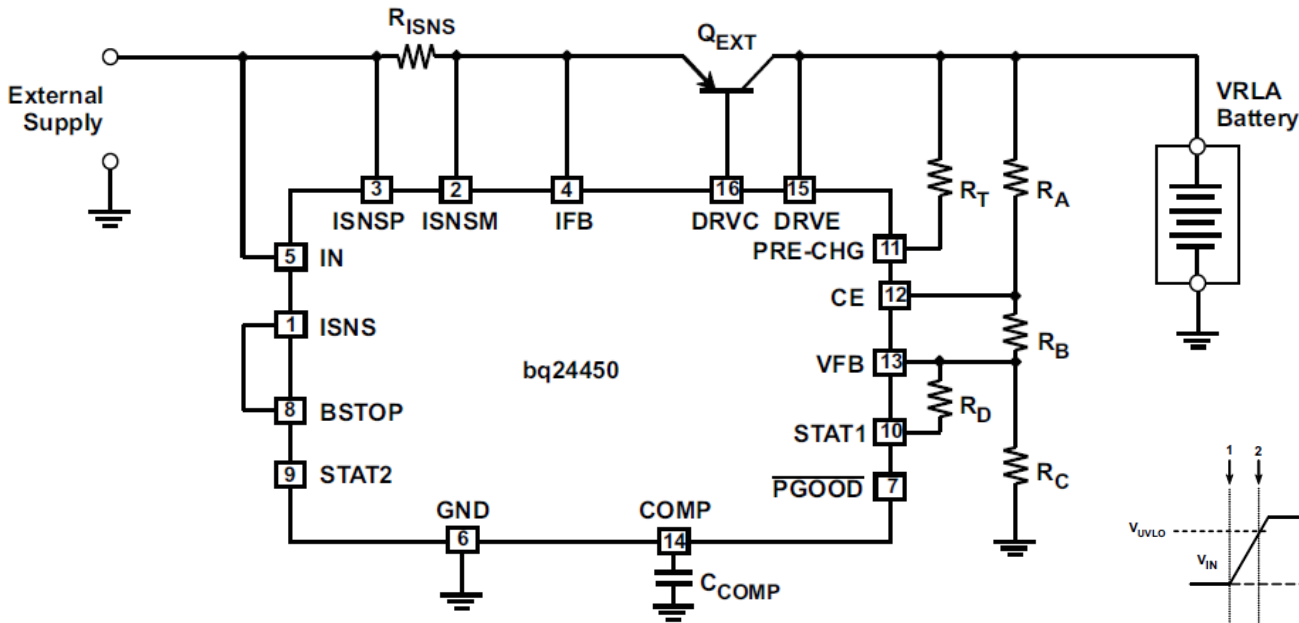 RISNS
QEXT
External
Supply
VRLA
Battery
RT
RA
3
2
4
16
15
ISNSP
ISNSM
IFB
DRVC
DRVE
PRE-CHG
11
5
IN
CE
12
1
ISNS
RB
bq24450
VFB
13
8
BSTOP
RD
STAT1
10
9
STAT2
PGOOD
7
RC
GND
6
COMP
14
CCOMP
1
2
VUVLO
VIN